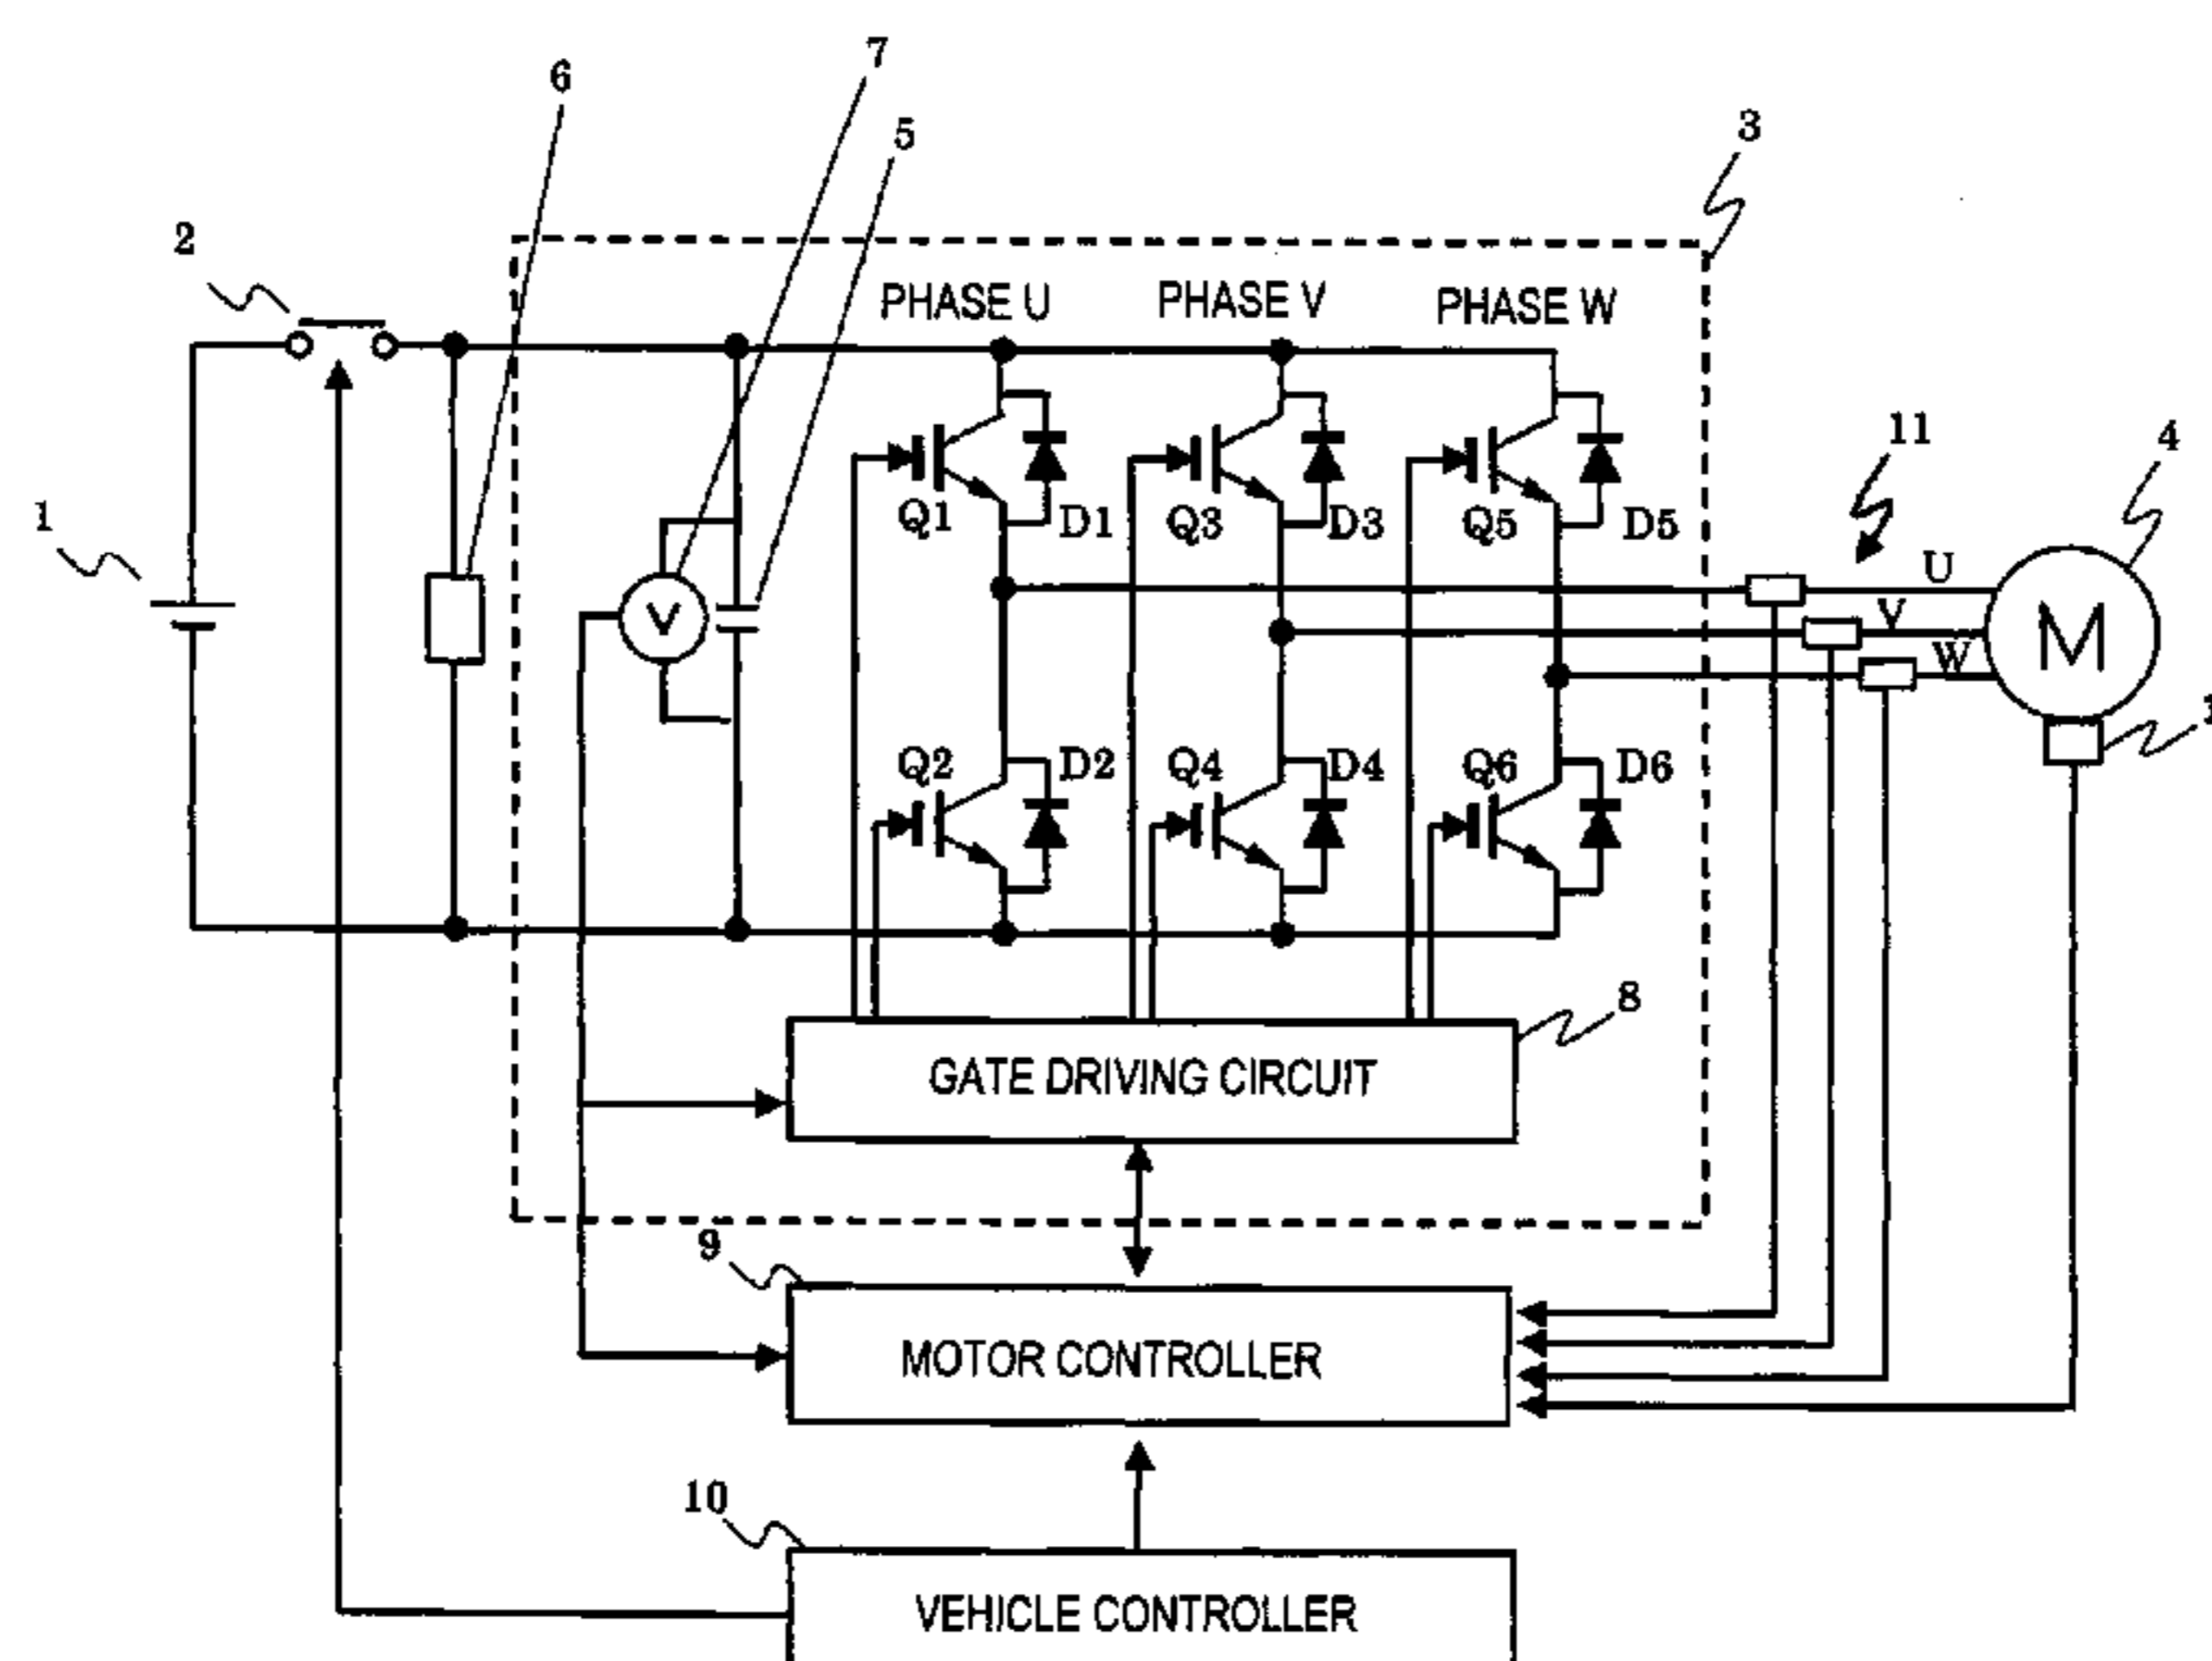 7
6
5
3
2
PHASE U
PHASE V
PHASE W
11
4
1
Q1
D1
Q3
D3
Q5
D5
U
V
V
W
M
Q2
D2
Q4
D4
Q6
D6
8
GATE DRIVING CIRCUIT
9
MOTOR CONTROLLER
10
VEHICLE CONTROLLER